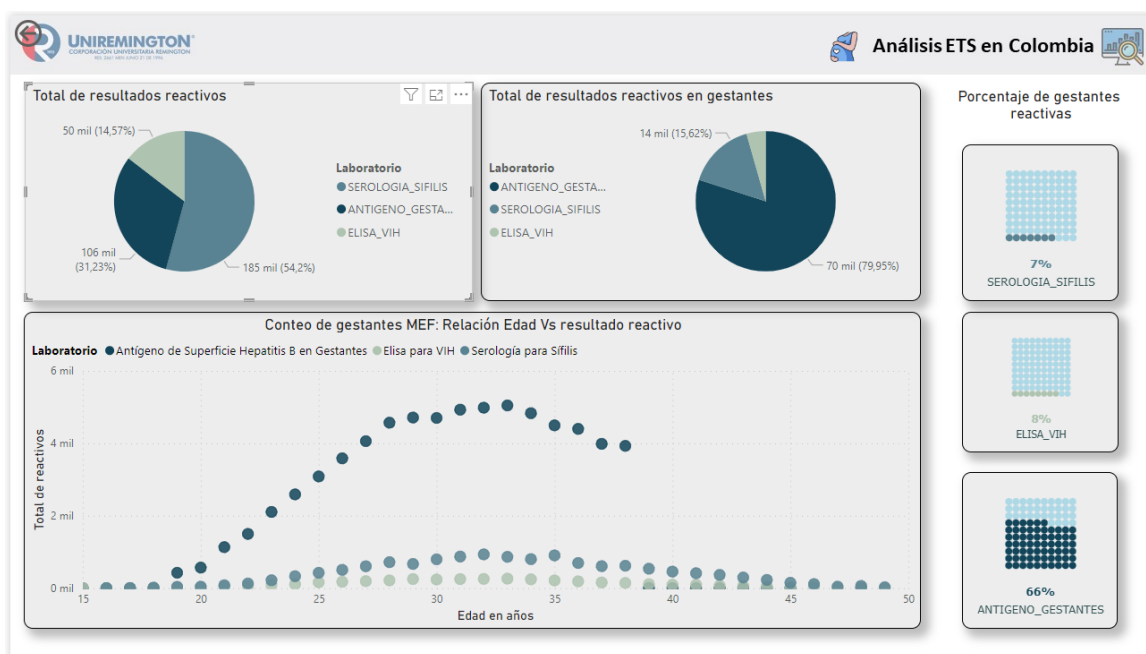 UNIREMINGTON®
CORPORACIÓN UNIVERSITARIA REMINGTON
Análisis ETS en Colombia
Total de resultados reactivos
50 mil (14,57%)
106 mil
(31,23%)
185 mil (54,2%)
Laboratorio
SEROLOGIA_SIFILIS
ANTIGENO_GESTA...
ELISA_VIH
Total de resultados reactivos en gestantes
Laboratorio
ANTIGENO_GESTA...
SEROLOGIA_SIFILIS
ELISA_VIH
14 mil (15,62%)
70 mil (79,95%)
Porcentaje de gestantes
reactivas
7%
SEROLOGIA_SIFILIS
8%
ELISA_VIH
66%
ANTIGENO_GESTANTES
Conteo de gestantes MEF: Relación Edad Vs resultado reactivo
Laboratorio Antígeno de Superficie Hepatitis B en Gestantes Elisa para VIH Serología para Sífilis
Total de reactivos
6 mil
4 mil
2 mil
0 mil
15 20 25 30 35 40 45 50
Edad en años